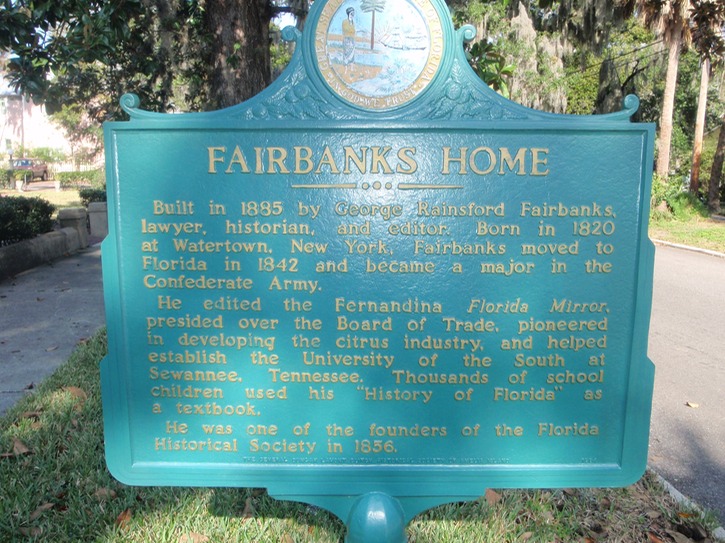 FAIRBANKS HOME
Built in 1885 by George Rainsford Fairbanks,
lawyer, historian, and editor. Born in 1820
at Watertown, New York, Fairbanks moved to
Florida in 1842 and became a major in the
Confederate Army.
He edited the Fernandina Florida Mirror,
presided over the Board of Trade, pioneered
in developing the citrus industry, and helped
establish the University of the South at
Sewannee, Tennessee. Thousands of school
children used his "History of Florida" as
a textbook.
He was one of the founders of the Florida
Historical Society in 1856.